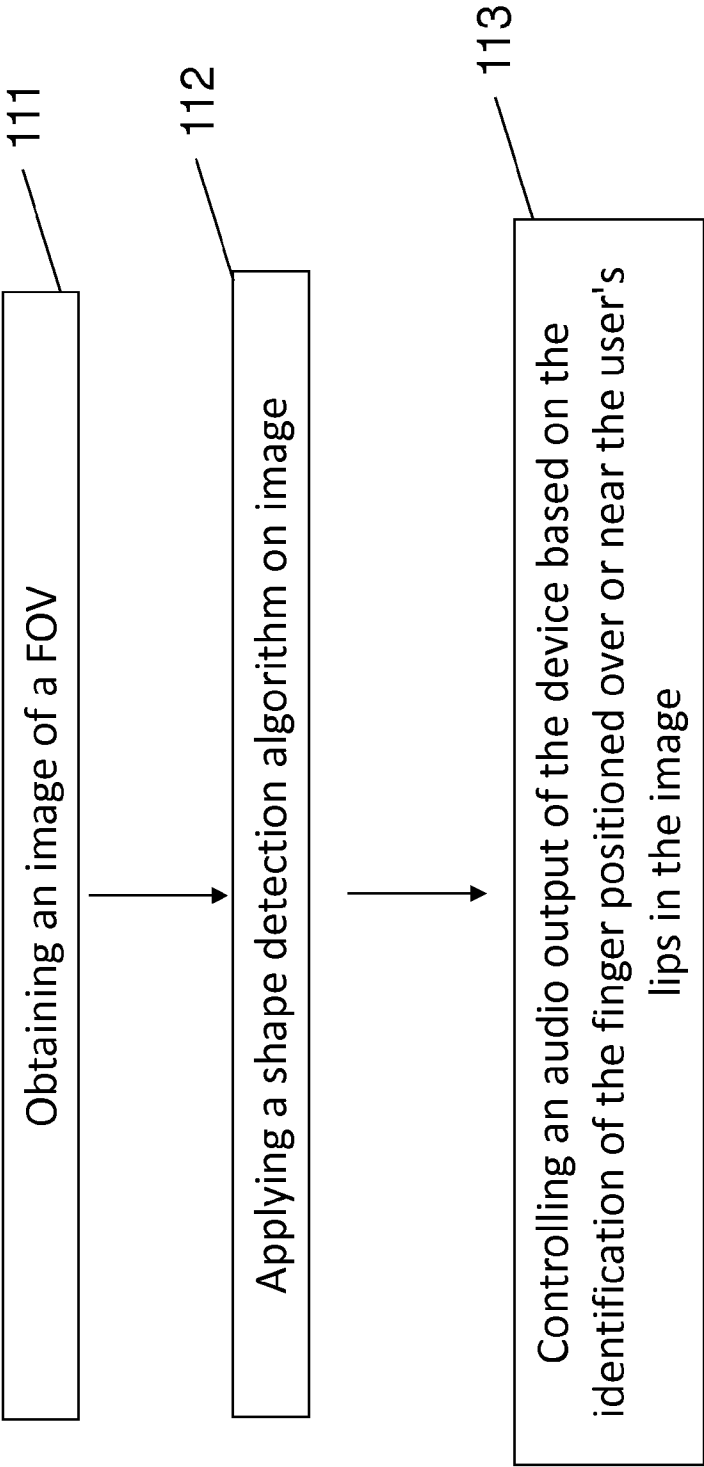 111
Obtaining an image of a FOV
112
Applying a shape detection algorithm on image
113
Controlling an audio output of the device based on the
identification of the finger positioned over or near the user's
lips in the image